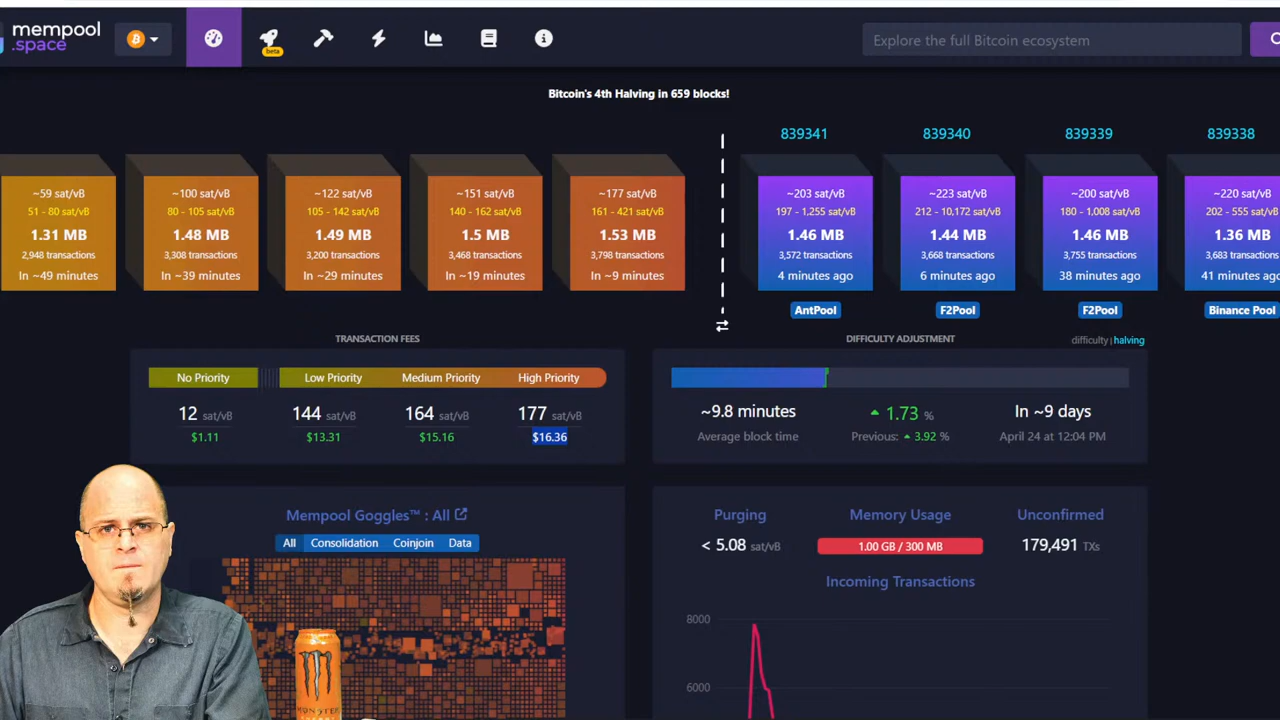 mempool
.space
beta
Explore the full Bitcoin ecosystem
Bitcoin's 4th Halving in 659 blocks!
839341
839340
839339
839338
~59 sat/vB
51 - 80 sat/vB
1.31 MB
2,948 transactions
In ~49 minutes
~100 sat/vB
80 - 105 sat/vB
1.48 MB
3,308 transactions
In ~39 minutes
~122 sat/vB
105 - 142 sat/vB
1.49 MB
3,200 transactions
In ~29 minutes
~151 sat/vB
140 - 162 sat/vB
1.5 MB
3,468 transactions
In ~19 minutes
~177 sat/vB
161 - 421 sat/vB
1.53 MB
3,798 transactions
In ~9 minutes
~203 sat/vB
197 - 1,255 sat/vB
1.46 MB
3,572 transactions
4 minutes ago
AntPool
~223 sat/vB
212 - 10,172 sat/vB
1.44 MB
3,668 transactions
6 minutes ago
F2Pool
~200 sat/vB
180 - 1,008 sat/vB
1.46 MB
3,755 transactions
38 minutes ago
F2Pool
~220 sat/vB
202 - 555 sat/vB
1.36 MB
3,683 transactions
41 minutes ago
Binance Pool
TRANSACTION FEES
No Priority
Low Priority
Medium Priority
High Priority
12 sat/vB
144 sat/vB
164 sat/vB
177 sat/vB
$1.11
$13.31
$15.16
$16.36
DIFFICULTY ADJUSTMENT
difficulty | halving
~9.8 minutes
1.73 %
In ~9 days
Average block time
Previous: 3.92 %
April 24 at 12:04 PM
Mempool Goggles™ : All
All
Consolidation
Coinjoin
Data
Purging
Memory Usage
Unconfirmed
< 5.08 sat/vB
1.00 GB / 300 MB
179,491 TXs
Incoming Transactions
8000
6000
MONSTER